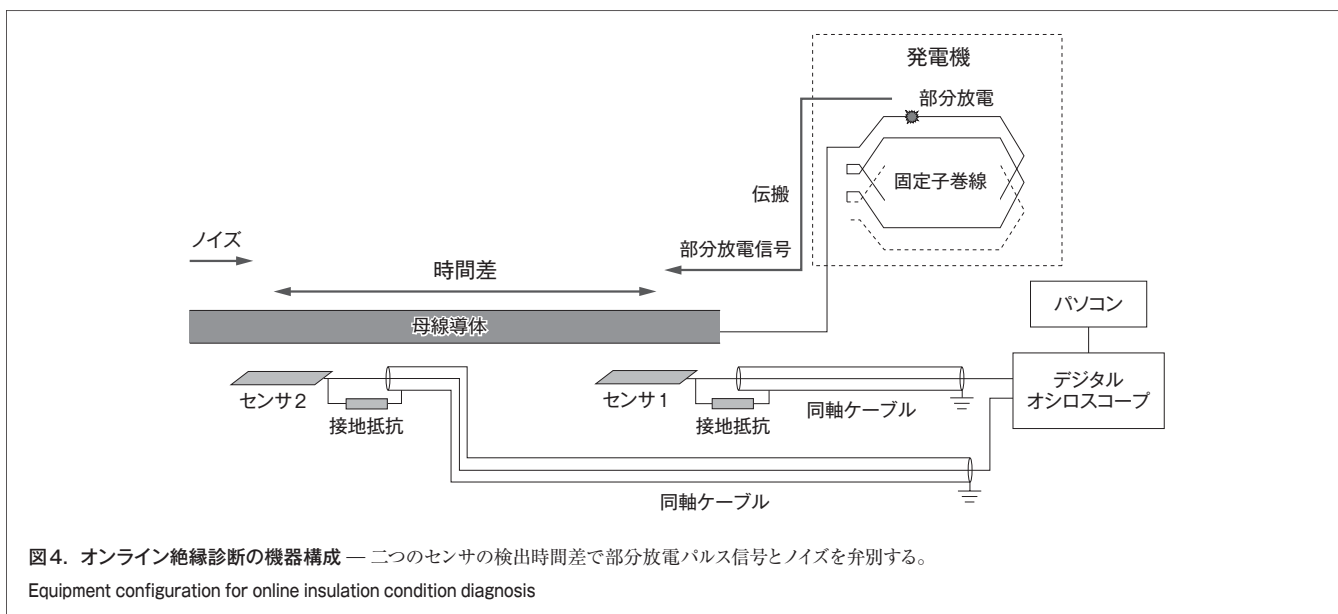 発電機
部分放電
固定子巻線
伝搬
ノイズ
部分放電信号
時間差
母線導体
パソコン
デジタル
オシロスコープ
センサ2
接地抵抗
センサ1
接地抵抗
同軸ケーブル
同軸ケーブル
図4. オンライン絶縁診断の機器構成 — 二つのセンサの検出時間差で部分放電パルス信号とノイズを弁別する。
Equipment configuration for online insulation condition diagnosis